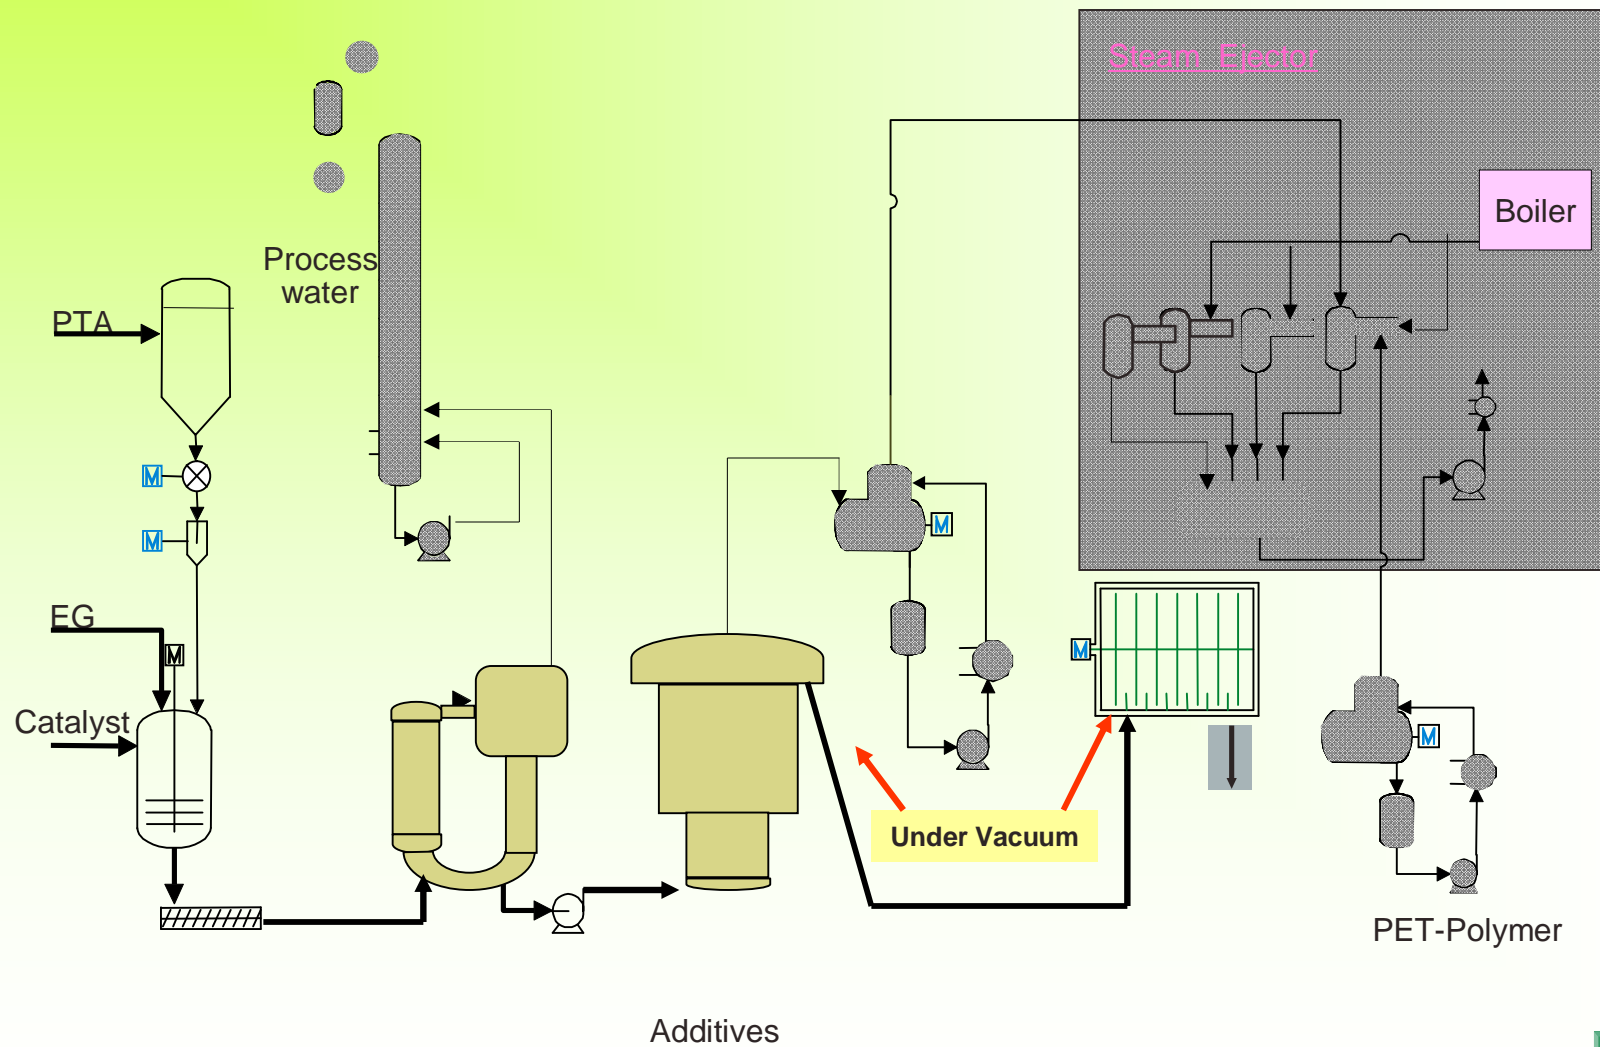 Steam Ejector
Boiler
Process
water
PTA
M
M
M
EG
M
M
Catalyst
M
Under Vacuum
PET-Polymer
Additives